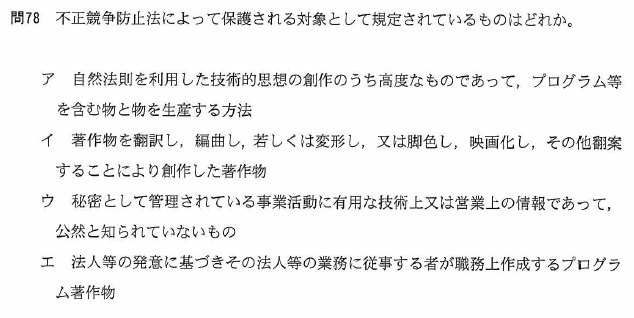 問78 不正競争防止法によって保護される対象として規定されているものはどれか。
ア 自然法則を利用した技術的思想の創作のうち高度なものであって，プログラム等
を含む物と物を生産する方法
イ 著作物を翻訳し，編曲し，若しくは変形し，又は脚色し，映画化し，その他翻案
することにより創作した著作物
ウ 秘密として管理されている事業活動に有用な技術上又は営業上の情報であって，
公然と知られていないもの
エ 法人等の発意に基づきその法人等の業務に従事する者が職務上作成するプログラ
ム著作物